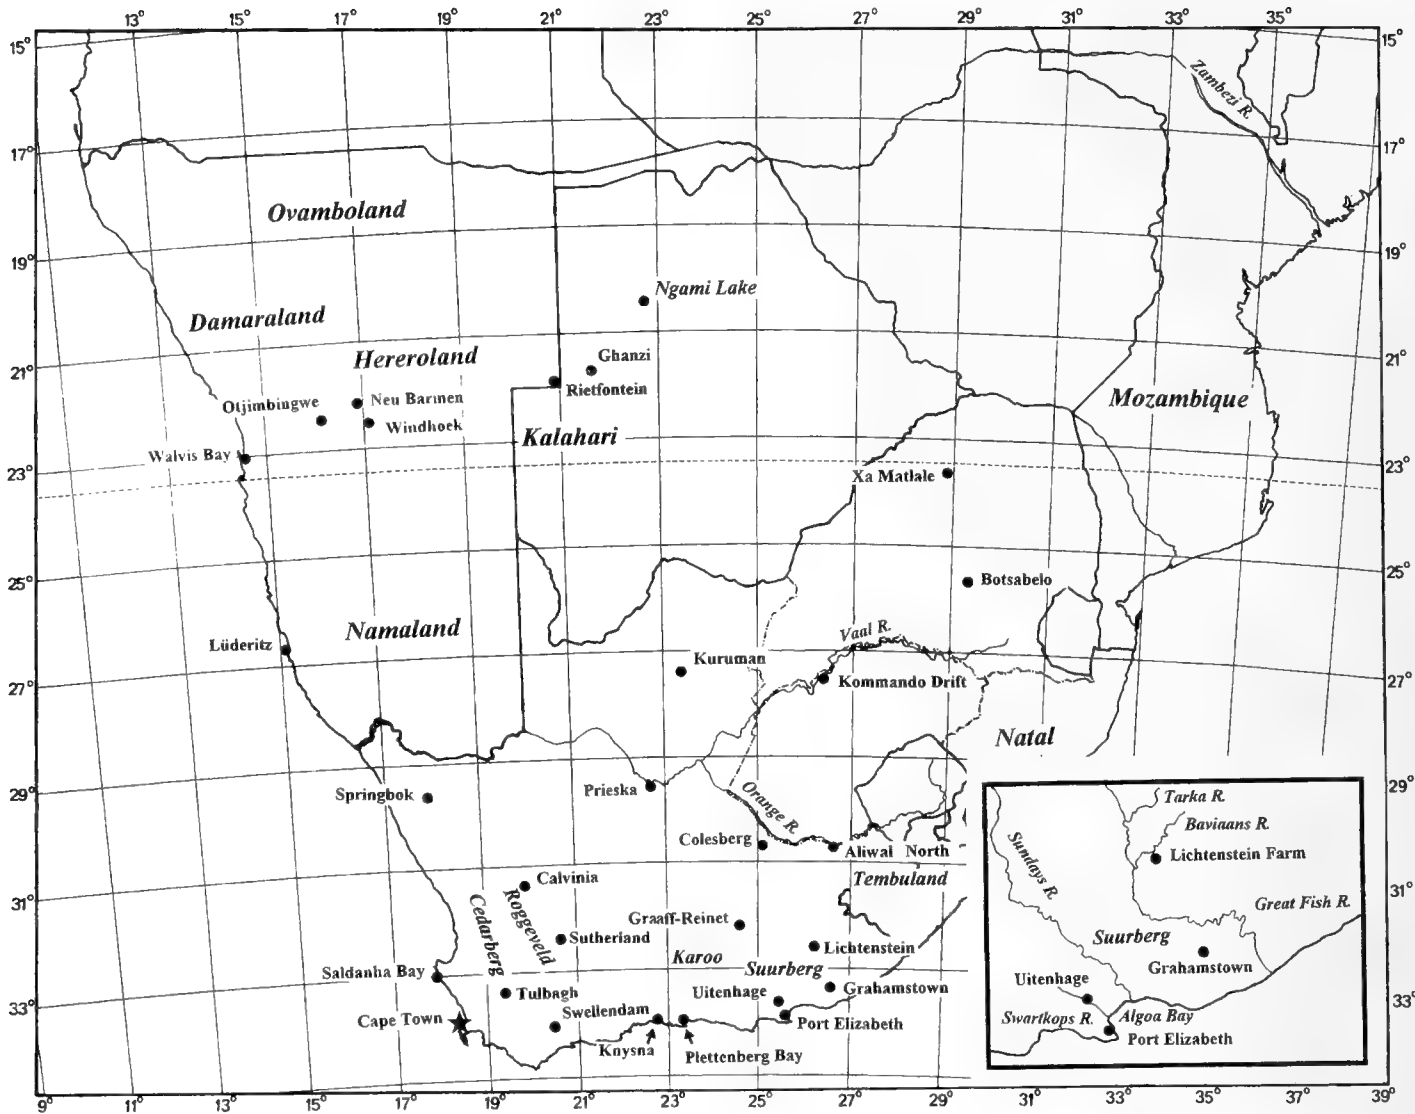 11° 13° 15° 17° 19° 21° 23° 25° 27° 29° 31° 33° 35°
15° 15°
Zambezi R.
17° 17°
Ovamboland
19° 19°
Ngami Lake
Damaraland
Hereroland
Ghanzi
21° 21°
Rietfontein
Otjimbingwe
Neu Barmen
Windhoek
Mozambique
Kalahari
Walvis Bay
23° 23°
Xa Matlale
25° 25°
Botsabelo
Namaland
Vaal R.
Lüderitz
Kuruman
27° 27°
Kommando Drift
Natal
29° 29°
Springbok
Prieska
Orange R.
Colesberg
Aliwal North
Calvinia
Tembuland
31° 31°
Cedarberg
Roggeveld
Graaff-Reinet
Sutherland
Karoo
Lichtenstein
Suurberg
Saldanha Bay
Tulbagh
Uitenhage
Grahamstown
33° 33°
Cape Town
Swellendam
Port Elizabeth
Knysna
Plettenberg Bay
Tarka R.
Baviaans R.
Sundays R.
Lichtenstein Farm
Great Fish R.
Suurberg
Grahamstown
Uitenhage
Swartkops R.
Algoa Bay
Port Elizabeth
9° 11° 13° 15° 17° 19° 21° 23° 25° 27° 29° 31° 33° 35° 37° 39°